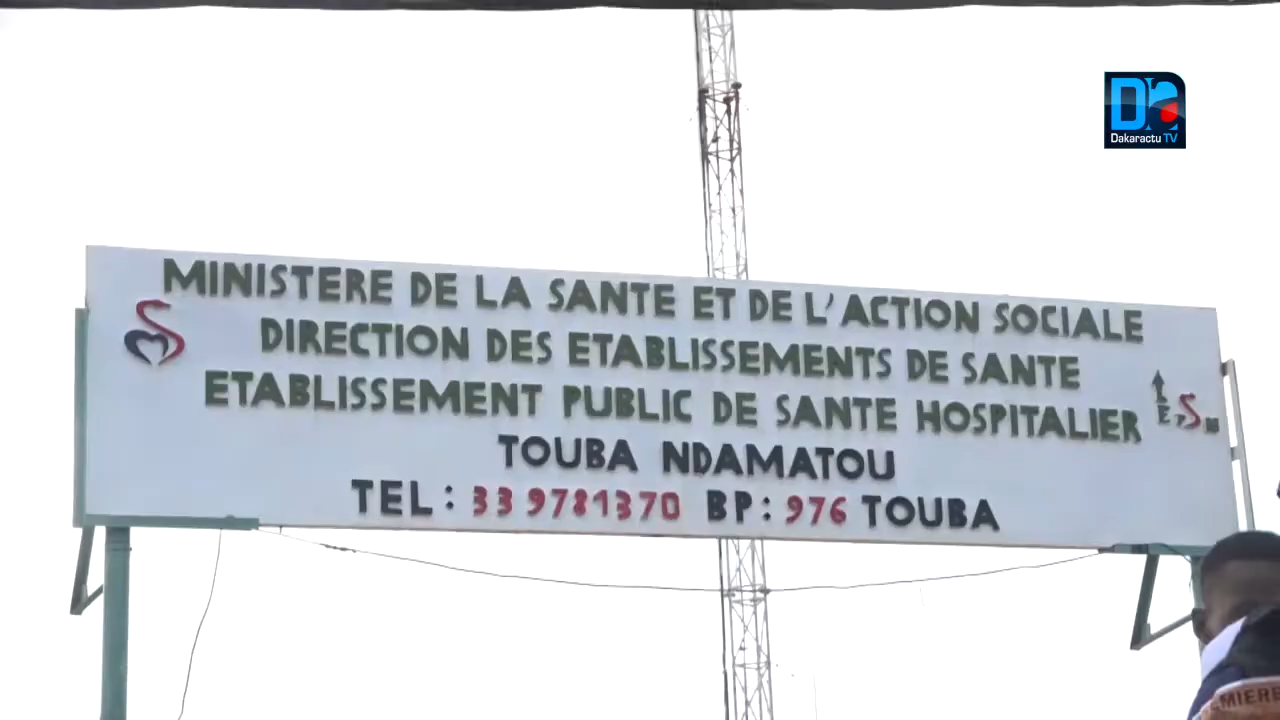 Dakaractu TV
MINISTERE DE LA SANTE ET DE L'ACTION SOCIALE
DIRECTION DES ETABLISSEMENTS DE SANTE
ETABLISSEMENT PUBLIC DE SANTE HOSPITALIER
TOUBA NDAMATOU
TEL: 33 9781370 BP: 976 TOUBA